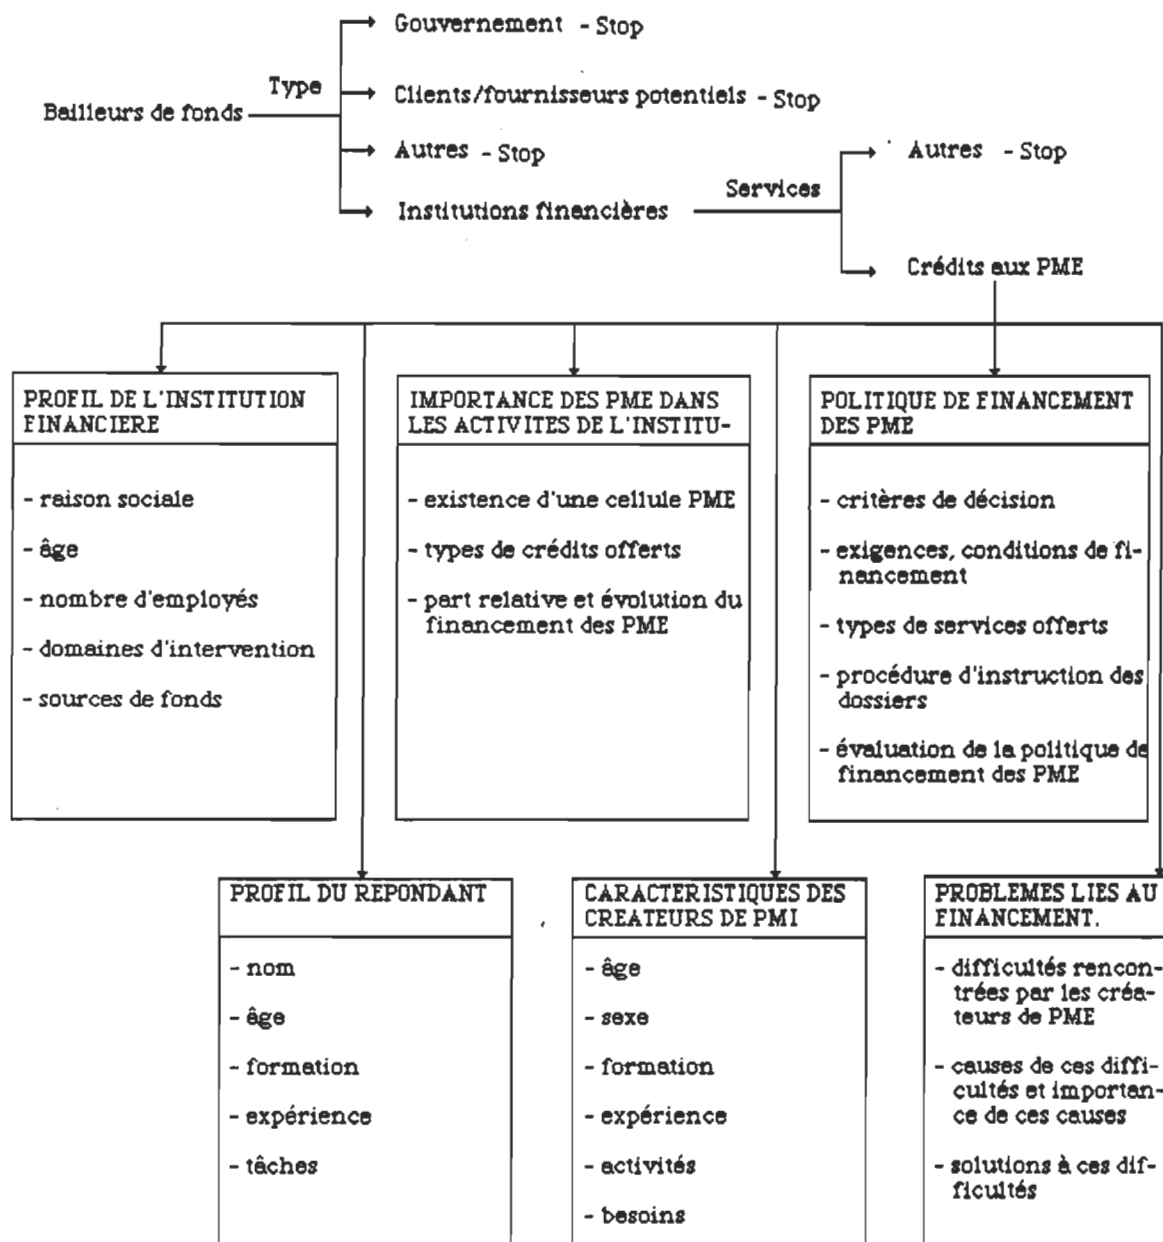 Gouvernement - Stop
Type
Clients/fournisseurs potentiels - Stop
Bailleurs de fonds
Autres - Stop
Autres - Stop
Services
Institutions financières
Crédits aux PME
PROFIL DE L'INSTITUTION
FINANCIERE
- raison sociale
- âge
- nombre d'employés
- domaines d'intervention
- sources de fonds
IMPORTANCE DES PME DANS
LES ACTIVITES DE L'INSTITU-
- existence d'une cellule PME
- types de crédits offerts
- part relative et évolution du
financement des PME
POLITIQUE DE FINANCEMENT
DES PME
- critères de décision
- exigences, conditions de fi-
nancement
- types de services offerts
- procédure d'instruction des
dossiers
- évaluation de la politique de
financement des PME
PROFIL DU REPONDANT
- nom
- âge
- formation
- expérience
- tâches
CARACTERISTIQUES DES
CREATEURS DE PMI
- âge
- sexe
- formation
- expérience
- activités
- besoins
PROBLEMES LIES AU
FINANCEMENT.
- difficultés rencon-
trées par les créa-
teurs de PME
- causes de ces diffi-
cultés et importan-
ce de ces causes
- solutions à ces dif-
ficultés